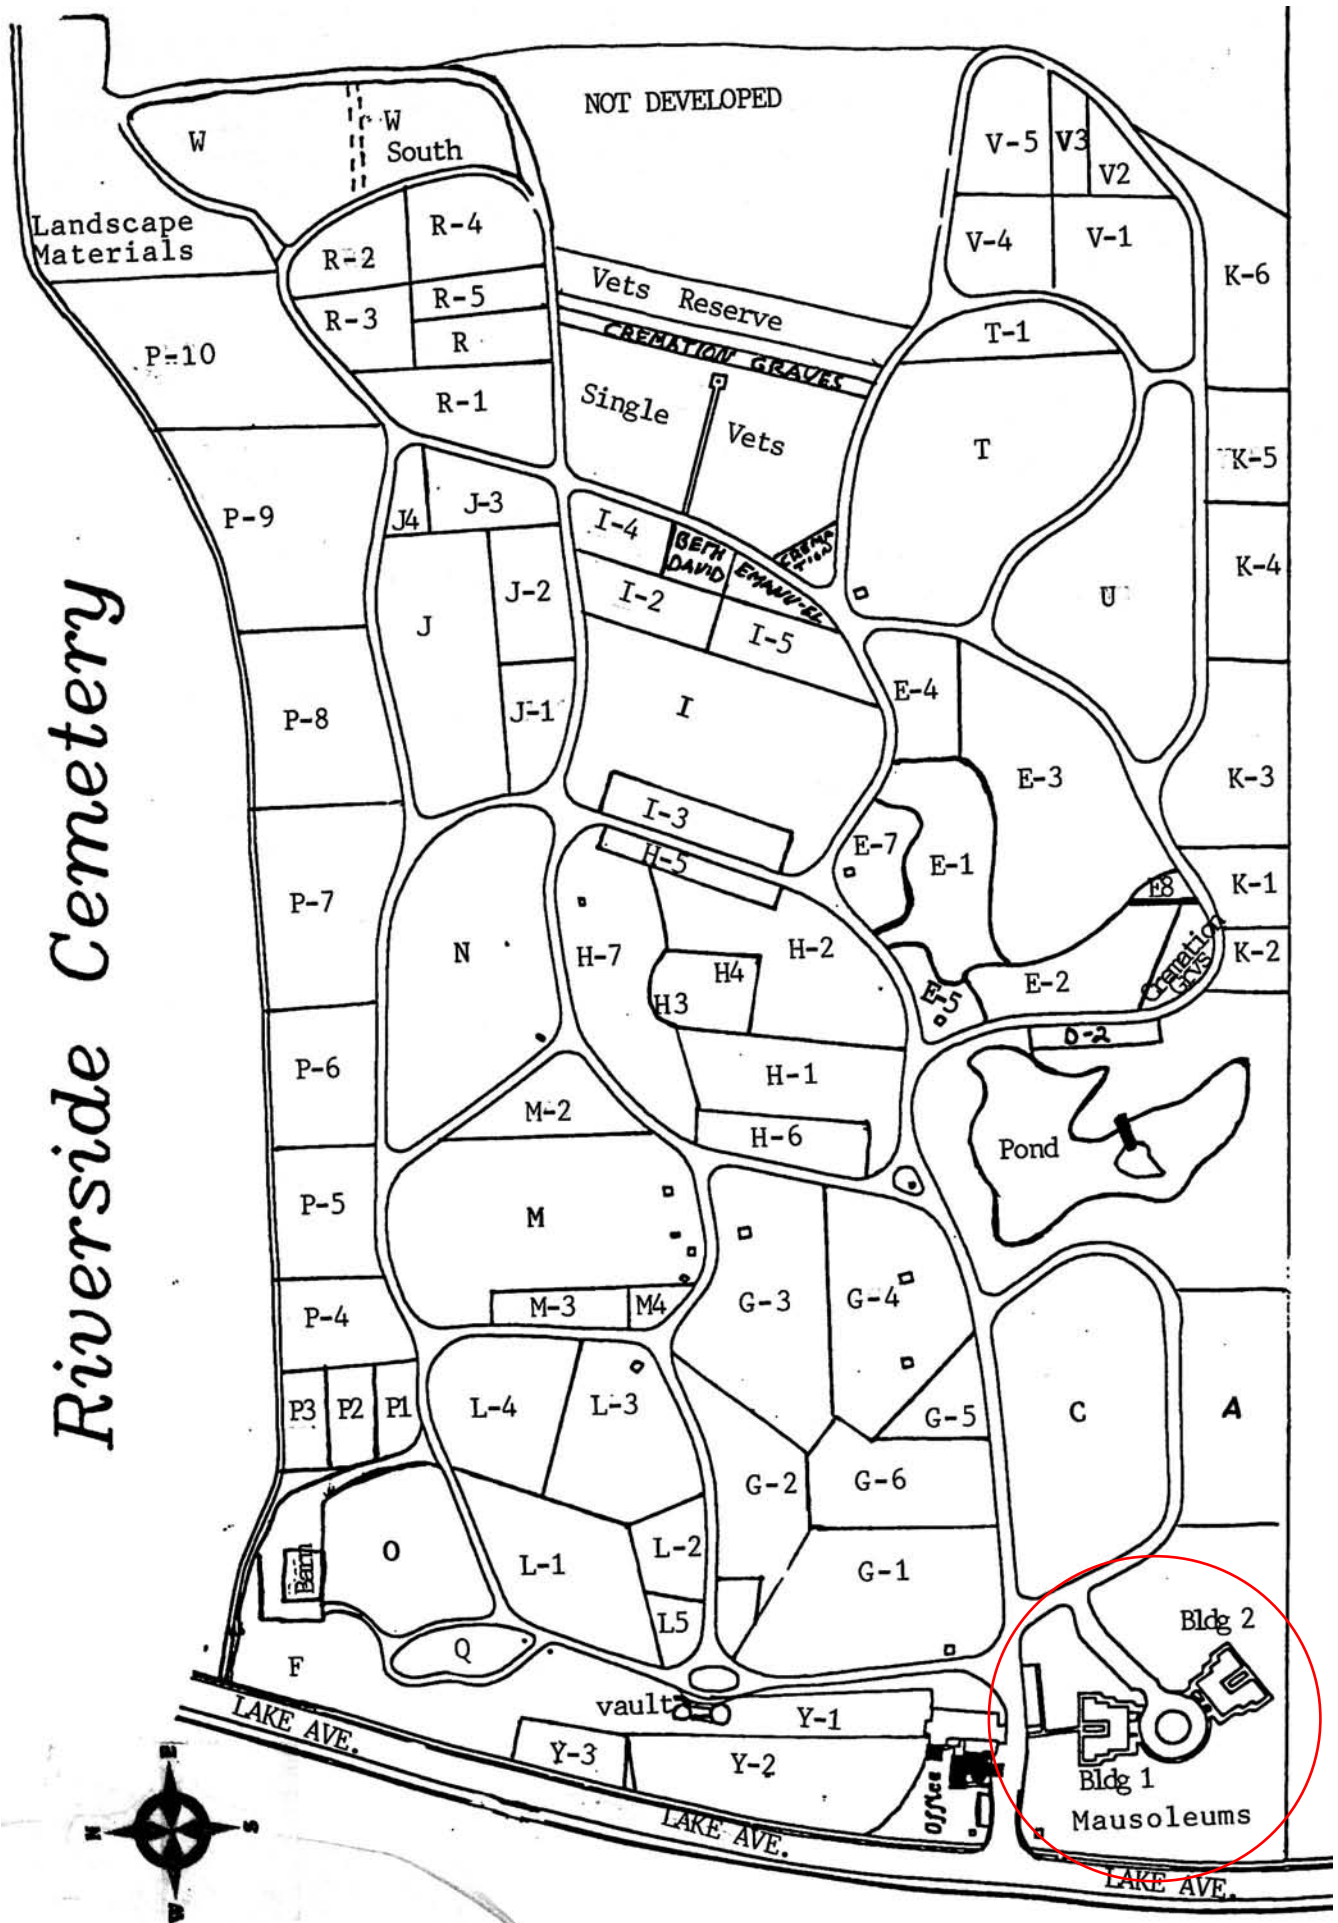 NOT DEVELOPED
W
W
South
V-5
V3
V2
Landscape
Materials
R-2
R-4
V-4
V-1
K-6
R-3
R-5
R
Vets Reserve
CREMATION GRAVES
T-1
P-10
R-1
Single
Vets
T
K-5
P-9
J4
J-3
I-4
BETH
DAVID
EMANU-EL
CREMA
TION
K-4
J
J-2
I-2
I-5
U
P-8
J-1
I
E-4
E-3
K-3
I-3
H-5
E-7
E-1
E8
K-1
P-7
N
H-7
H-2
H4
H3
E-5
E-2
Cremation
Grvs
K-2
D-2
P-6
H-1
M-2
H-6
Pond
P-5
M
G-3
G-4
P-4
M-3
M4
P3
P2
P1
L-4
L-3
G-5
C
A
G-2
G-6
O
Barn
L-1
L-2
G-1
L5
Q
F
Bldg 2
vault
Y-1
Y-3
Y-2
Office
Bldg 1
Mausoleums
LAKE AVE.
LAKE AVE.
LAKE AVE.
Riverside Cemetery
E
N
S
W